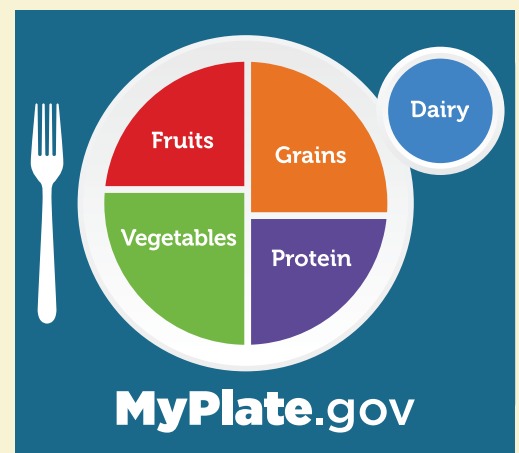 Dairy
Fruits
Grains
Vegetables
Protein
MyPlate.gov